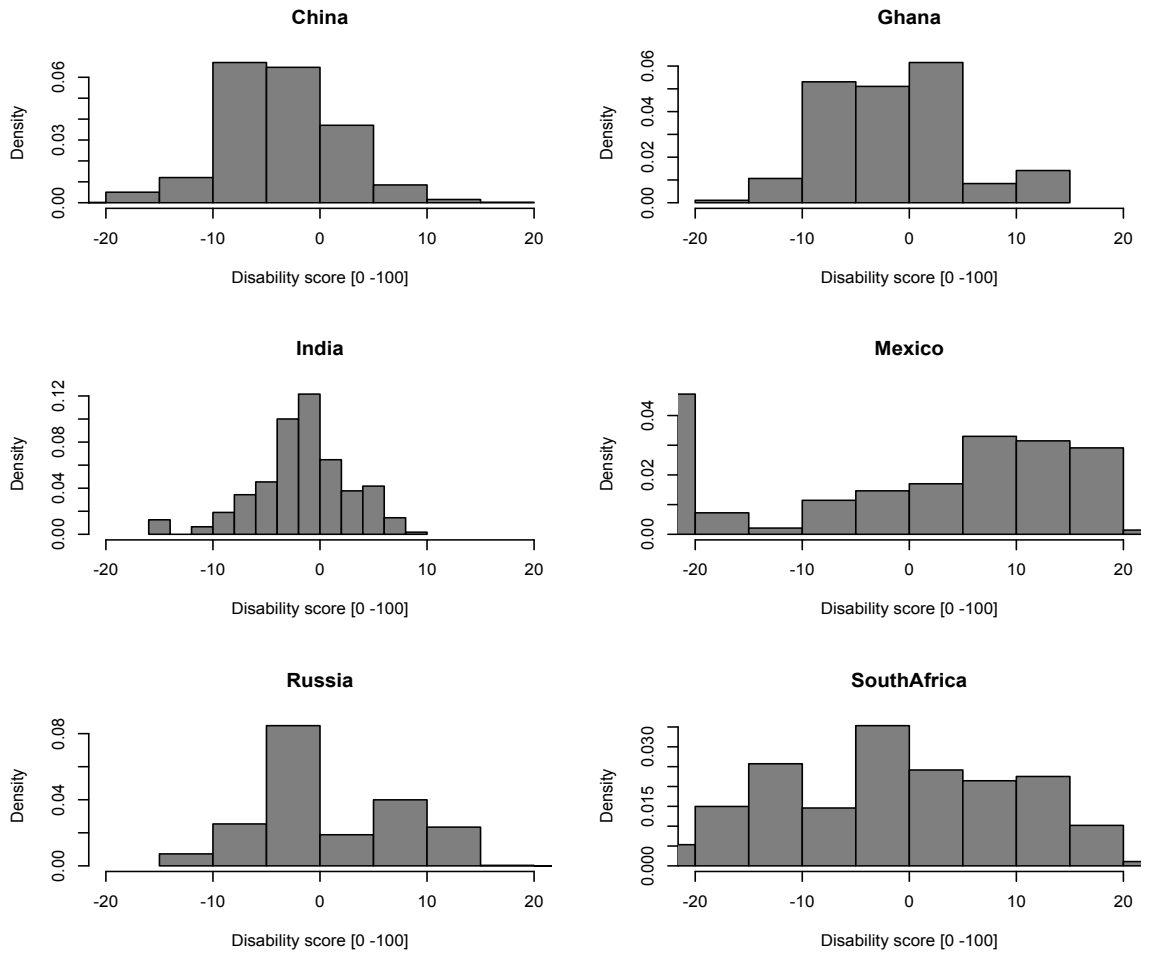 China
Density
0.00 0.03 0.06
-20 -10 0 10 20
Disability score [0 -100]
Ghana
Density
0.00 0.02 0.04 0.06
-20 -10 0 10 20
Disability score [0 -100]
India
Density
0.00 0.04 0.08 0.12
-20 -10 0 10 20
Disability score [0 -100]
Mexico
Density
0.00 0.02 0.04
-20 -10 0 10 20
Disability score [0 -100]
Russia
Density
0.00 0.04 0.08
-20 -10 0 10 20
Disability score [0 -100]
SouthAfrica
Density
0.000 0.015 0.030
-20 -10 0 10 20
Disability score [0 -100]